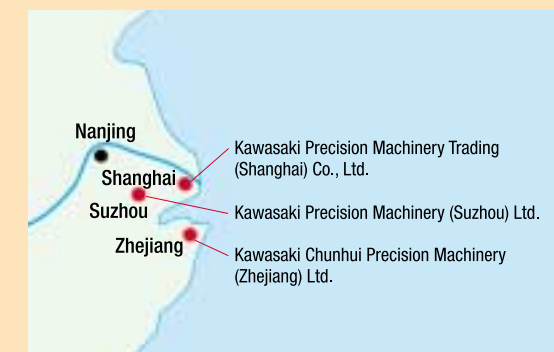 Nanjing
Shanghai
Suzhou
Zhejiang
Kawasaki Precision Machinery Trading
(Shanghai) Co., Ltd.
Kawasaki Precision Machinery (Suzhou) Ltd.
Kawasaki Chunhui Precision Machinery
(Zhejiang) Ltd.